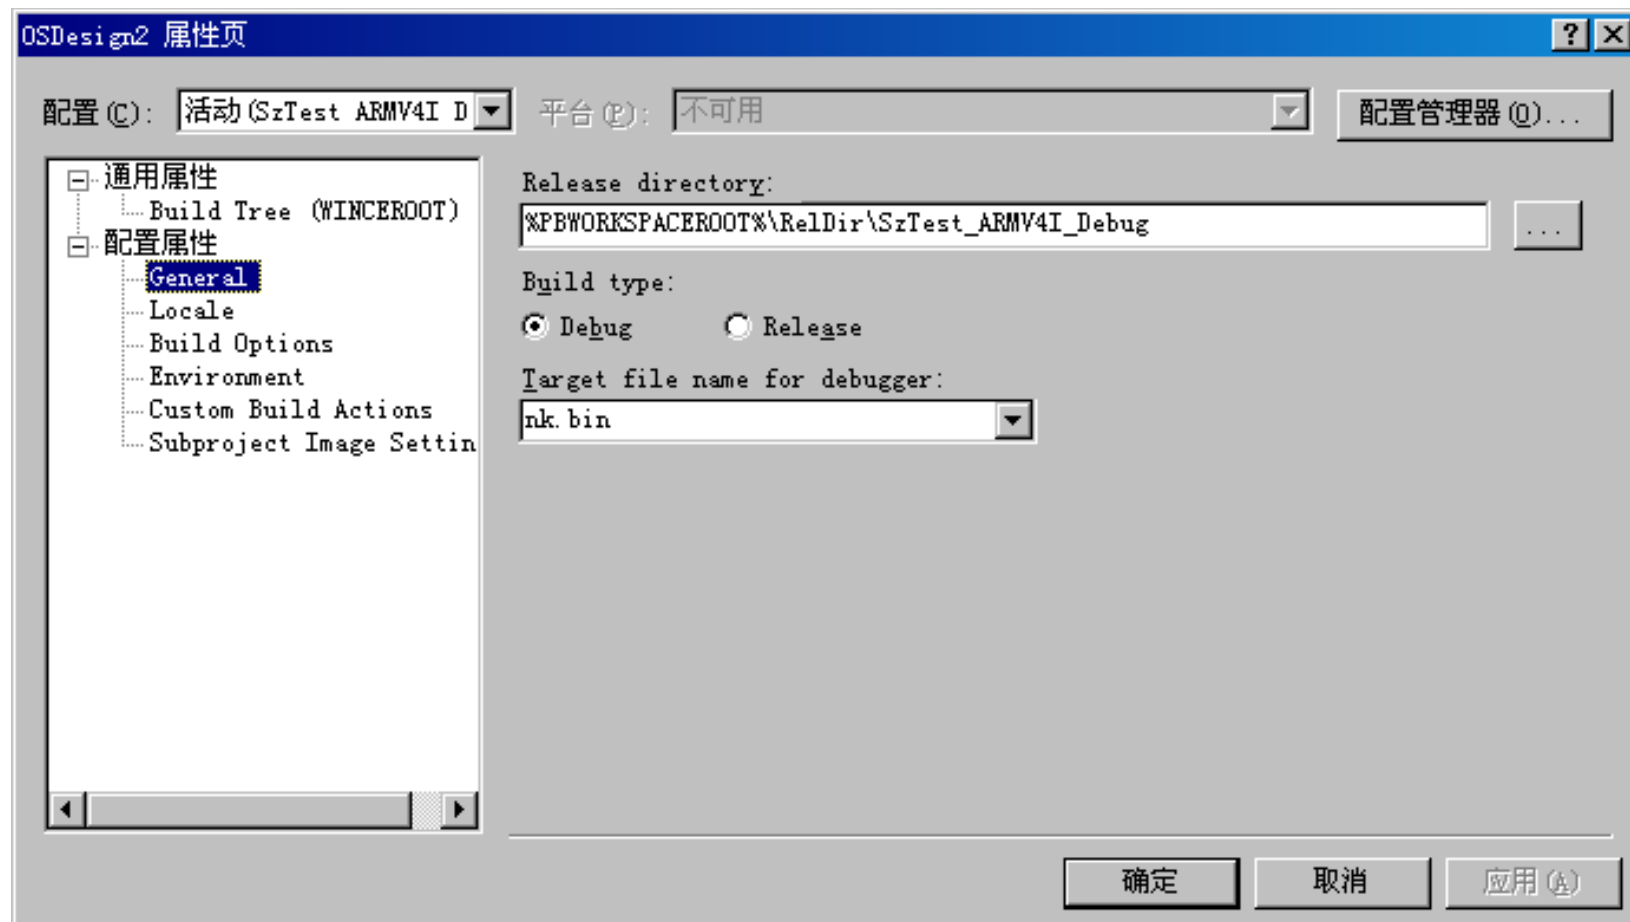 OSDesign2 属性页
配置(C): 活动(SzTest ARMV4I D 平台(P): 不可用 配置管理器(O)...
通用属性
Build Tree (WINCEROOT)
配置属性
General
Locale
Build Options
Environment
Custom Build Actions
Subproject Image Settin
Release directory:
%PBWORKSPACEROOT%\RelDir\SzTest_ARMV4I_Debug
...
Build type:
Debug Release
Target file name for debugger:
nk.bin
确定 取消 应用(A)